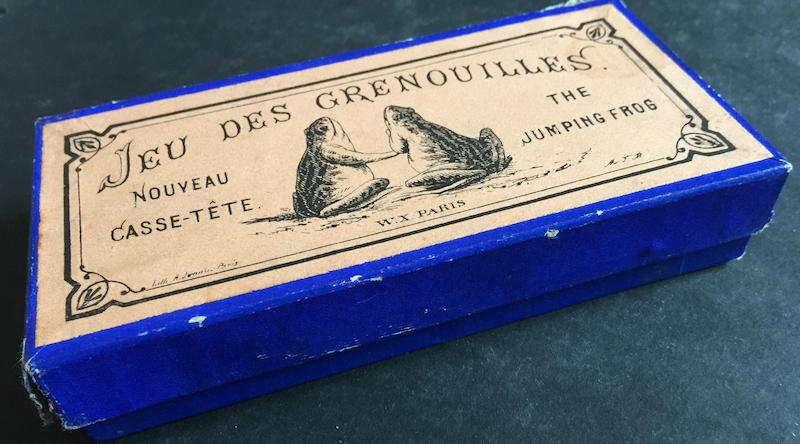 JEU DES GRENOUILLES.
NOUVEAU
CASSE-TÊTE.
THE
JUMPING FROG
W.X PARIS